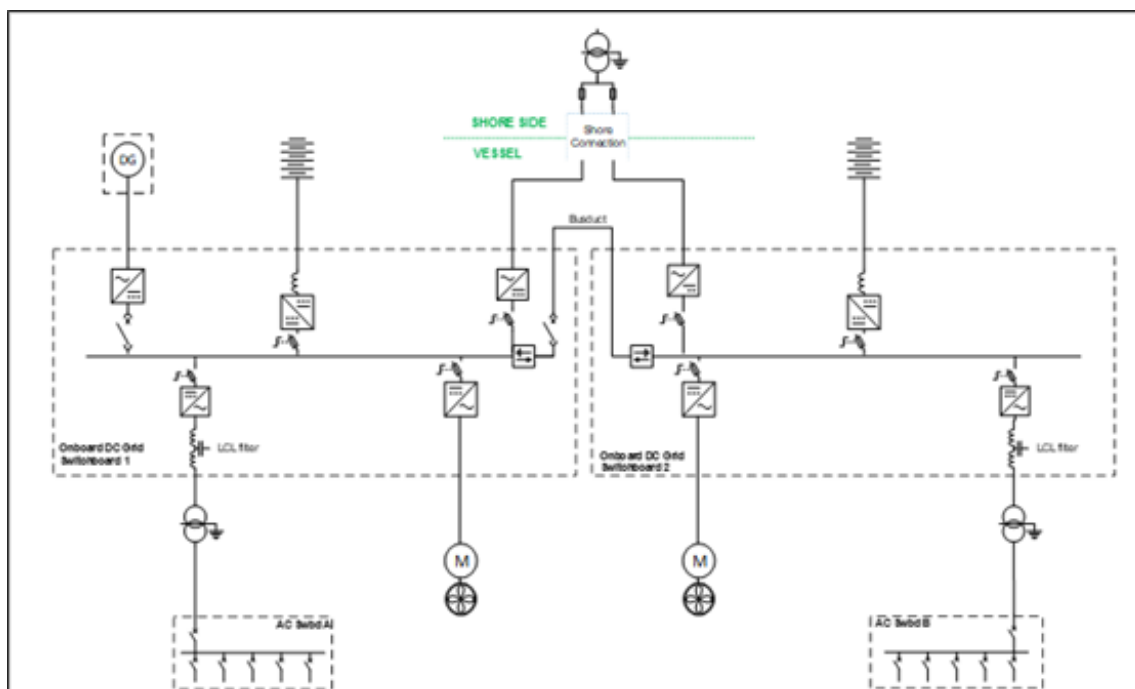 SHORE SIDE
Shore
Connection
VESSEL
DG
Busduct
Onboard DC Grid
Switchboard 1
LCL filter
Onboard DC Grid
Switchboard 2
LCL filter
M
M
AC Swbd A
AC Swbd B